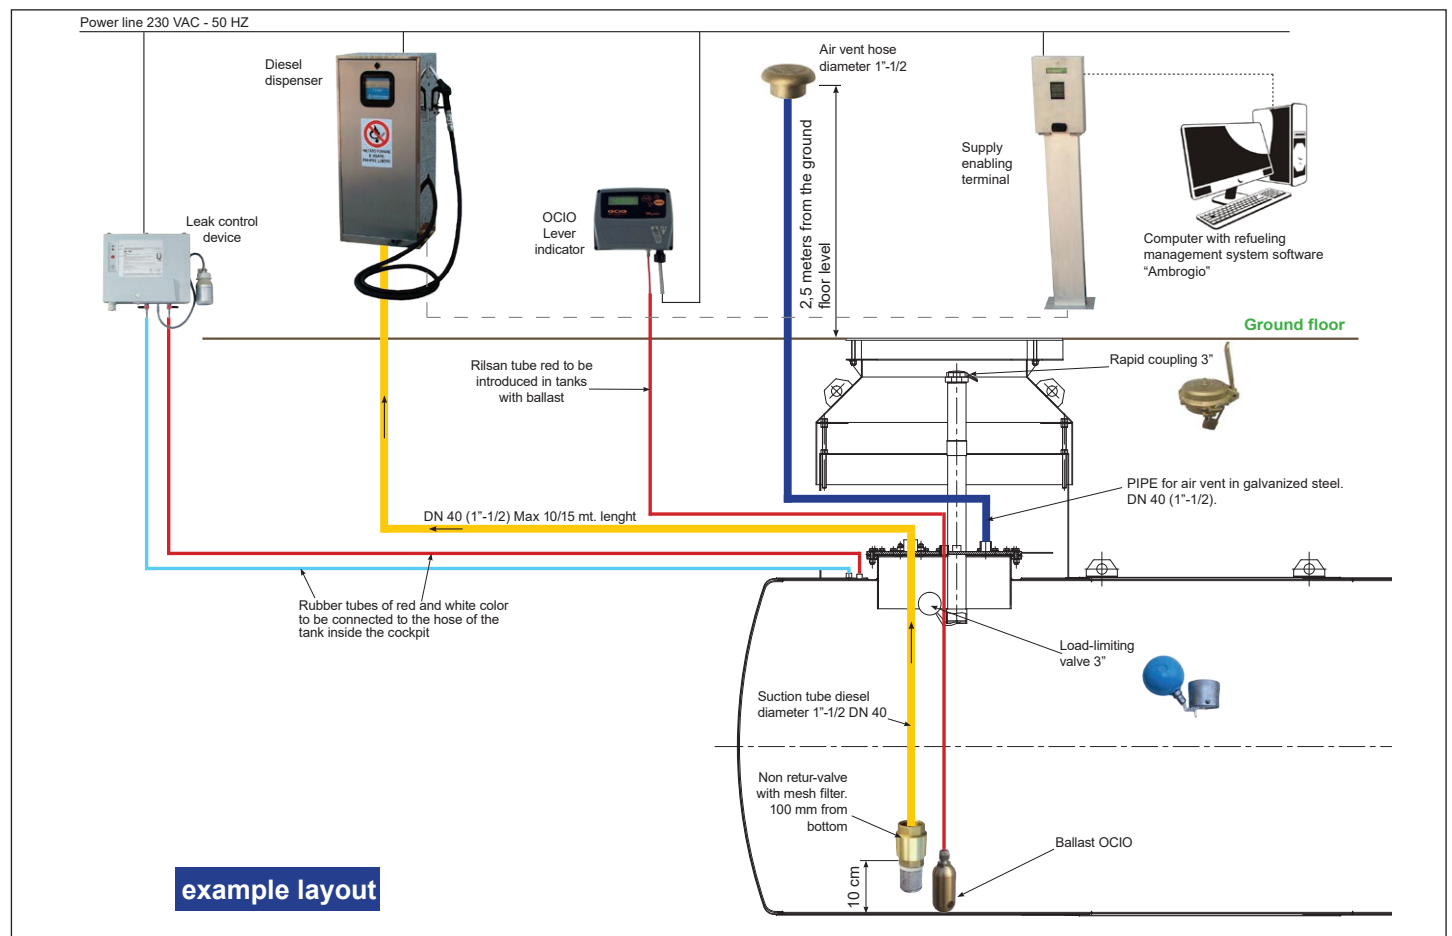 Power line 230 VAC - 50 HZ
Diesel
dispenser
Air vent hose
diameter 1"-1/2
Supply
enabling
terminal
Leak control
device
OCIO
Lever
indicator
OCIO
2,5 meters from the ground
floor level
Computer with refueling
management system software
“Ambrogio”
Ground floor
Rilsan tube red to be
introduced in tanks
with ballast
Rapid coupling 3”
PIPE for air vent in galvanized steel.
DN 40 (1”-1/2).
DN 40 (1”-1/2) Max 10/15 mt. lenght
Rubber tubes of red and white color
to be connected to the hose of the
tank inside the cockpit
Load-limiting
valve 3”
Suction tube diesel
diameter 1”-1/2 DN 40
Non retur-valve
with mesh filter.
100 mm from
bottom
Ballast OCIO
10 cm
example layout